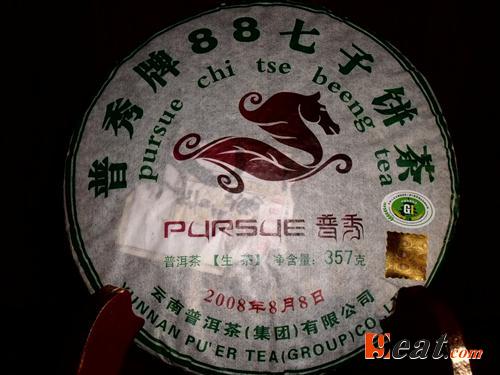 普秀牌88七子饼茶
pursue chi tse beeng tea
PURSUE 普秀
普洱茶【生茶】净含量:357克
2008年8月8日
云南普洱茶(集团)有限公司
YUNNAN PU'ER TEA(GROUP)CO.,L
GI
9eat.com